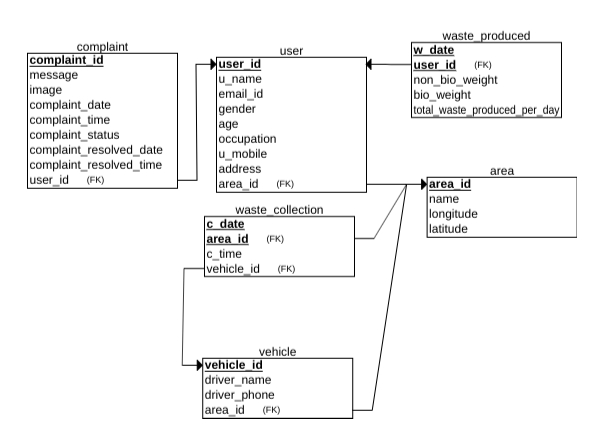 complaint
complaint_id
message
image
complaint_date
complaint_time
complaint_status
complaint_resolved_date
complaint_resolved_time
user_id (FK)
user
user_id
u_name
email_id
gender
age
occupation
u_mobile
address
area_id (FK)
waste_produced
w_date
user_id (FK)
non_bio_weight
bio_weight
total_waste_produced_per_day
area
area_id
name
longitude
latitude
waste_collection
c_date
area_id (FK)
c_time
vehicle_id (FK)
vehicle
vehicle_id
driver_name
driver_phone
area_id (FK)